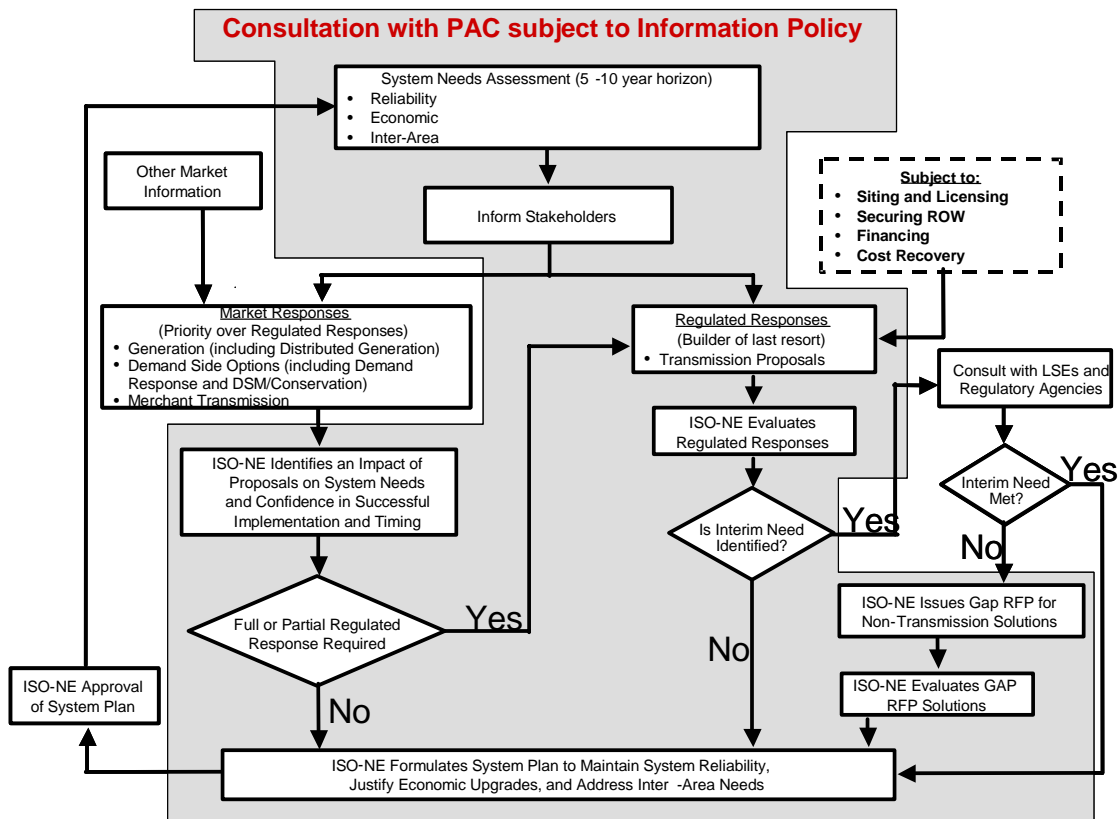 Consultation with PAC subject to Information Policy
System Needs Assessment (5 -10 year horizon)
• Reliability
• Economic
• Inter-Area
Other Market
Information
Inform Stakeholders
Subject to:
• Siting and Licensing
• Securing ROW
• Financing
• Cost Recovery
Market Responses
(Priority over Regulated Responses)
• Generation (including Distributed Generation)
• Demand Side Options (including Demand
Response and DSM/Conservation)
• Merchant Transmission
Regulated Responses
(Builder of last resort)
• Transmission Proposals
Consult with LSEs and
Regulatory Agencies
ISO-NE Evaluates
Regulated Responses
ISO-NE Identifies an Impact of
Proposals on System Needs
and Confidence in Successful
Implementation and Timing
Interim Need
Met?
Yes
Is Interim Need
Identified?
Yes
No
Full or Partial Regulated
Response Required
Yes
ISO-NE Issues Gap RFP for
Non-Transmission Solutions
No
ISO-NE Approval
of System Plan
ISO-NE Evaluates GAP
RFP Solutions
No
ISO-NE Formulates System Plan to Maintain System Reliability,
Justify Economic Upgrades, and Address Inter -Area Needs